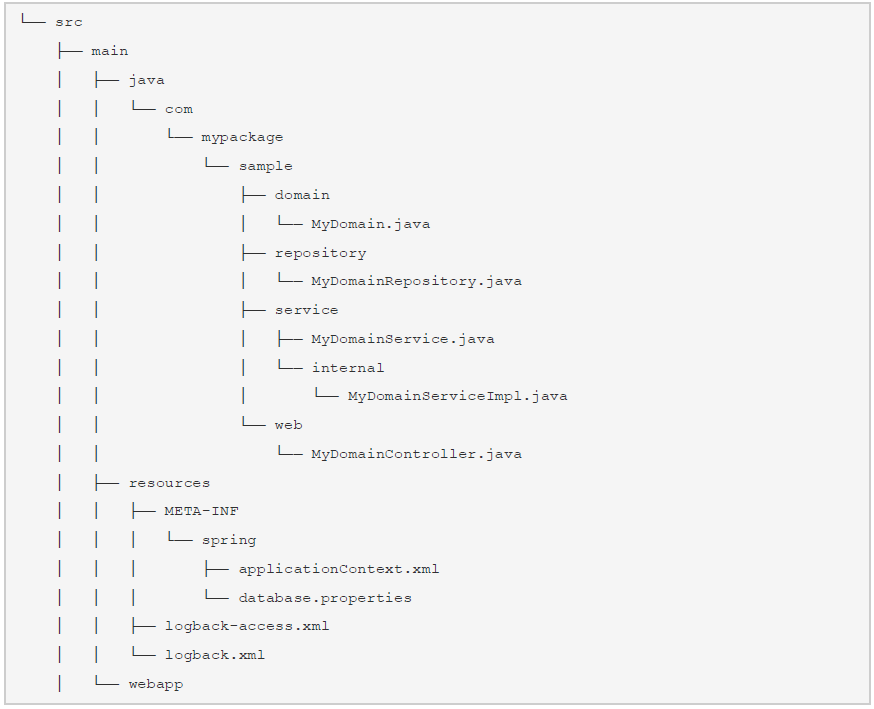 └── src
    ├── main
    │   ├── java
    │   │   └── com
    │   │       └── mypackage
    │   │           └── sample
    │   │               ├── domain
    │   │               │   └── MyDomain.java
    │   │               ├── repository
    │   │               │   └── MyDomainRepository.java
    │   │               ├── service
    │   │               │   ├── MyDomainService.java
    │   │               │   └── internal
    │   │               │       └── MyDomainServiceImpl.java
    │   │               └── web
    │   │                   └── MyDomainController.java
    │   ├── resources
    │   │   ├── META-INF
    │   │   │   └── spring
    │   │   │       ├── applicationContext.xml
    │   │   │       └── database.properties
    │   │   ├── logback-access.xml
    │   │   └── logback.xml
    │   └── webapp